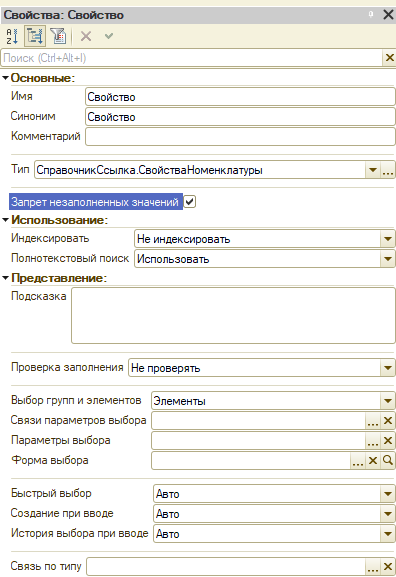 Свойства: Свойство
Поиск (Ctrl+Alt+I)
Основные:
Имя Свойство
Синоним Свойство
Комментарий
Тип СправочникСсылка.СвойстваНоменклатуры
Запрет незаполненных значений
Использование:
Индексировать Не индексировать
Полнотекстовый поиск Использовать
Представление:
Подсказка
Проверка заполнения Не проверять
Выбор групп и элементов Элементы
Связи параметров выбора
Параметры выбора
Форма выбора
Быстрый выбор Авто
Создание при вводе Авто
История выбора при вводе Авто
Связь по типу